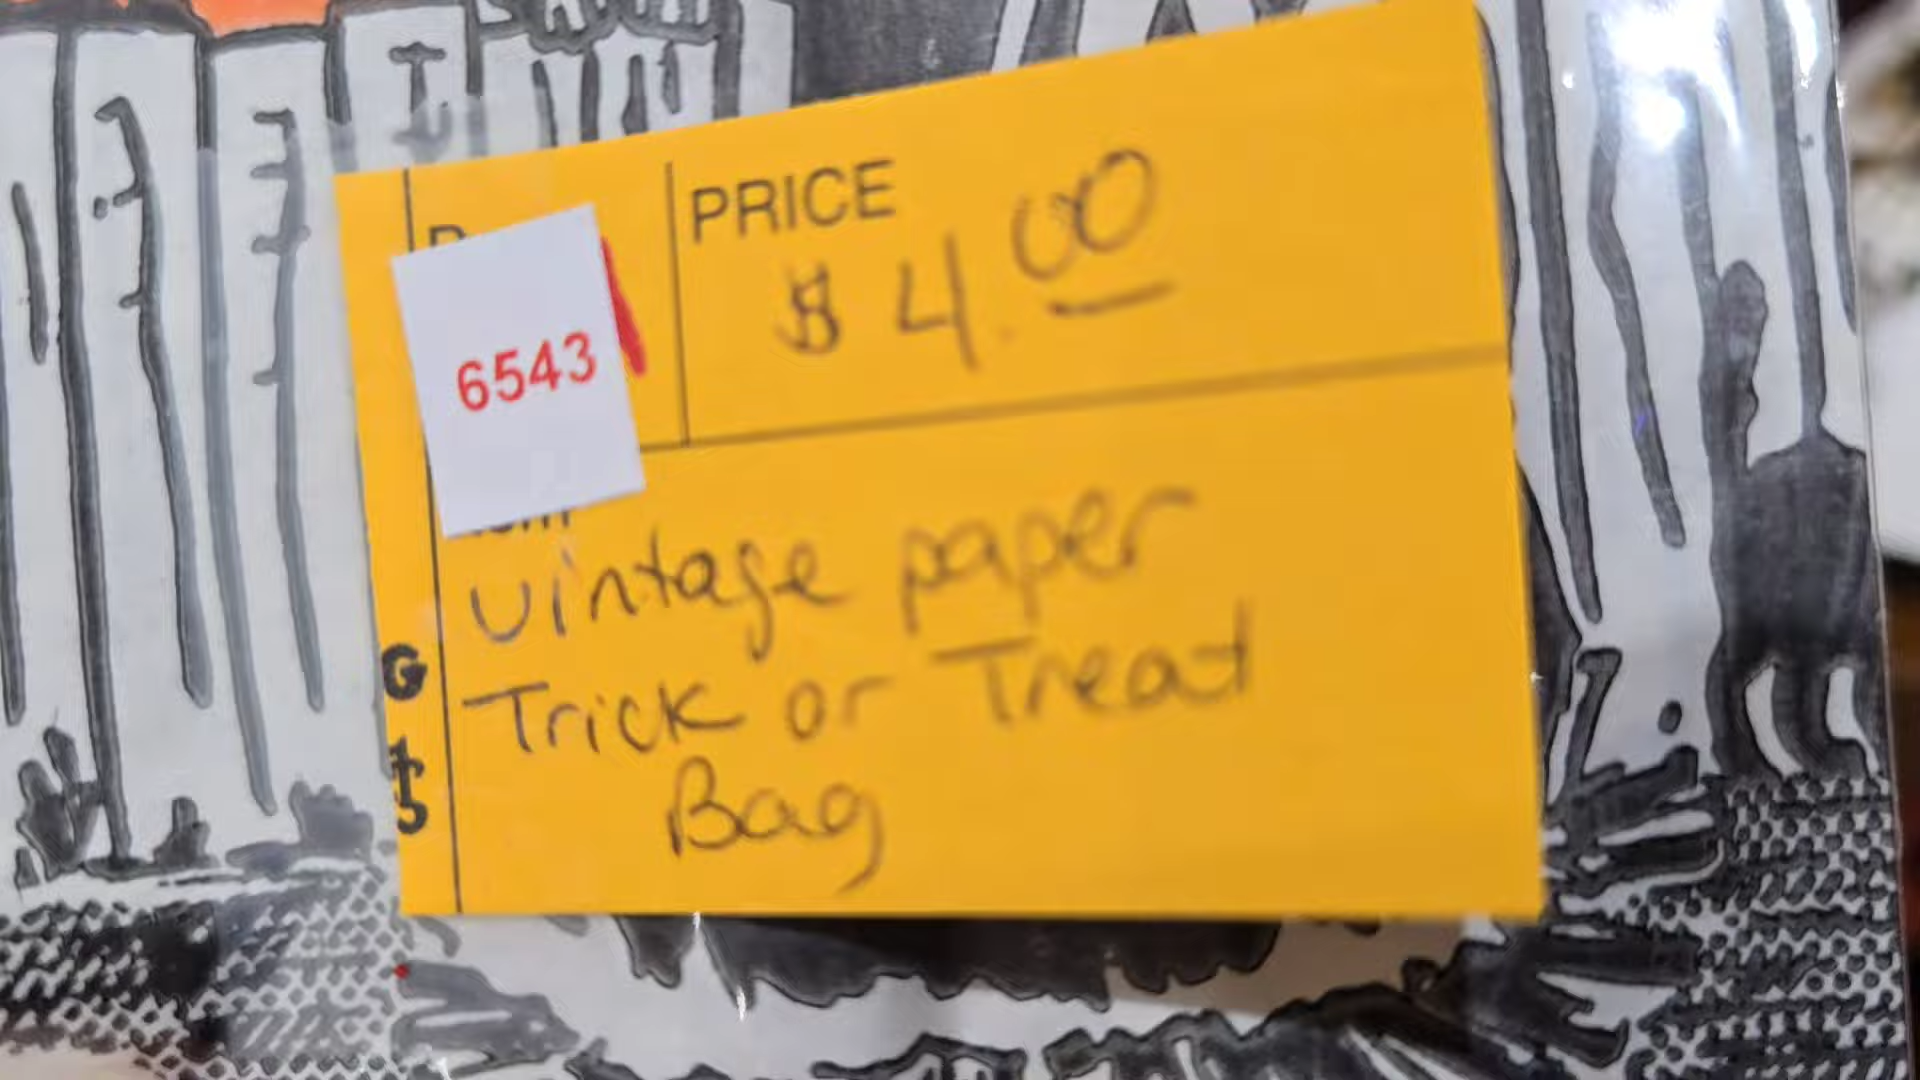 PRICE
$4.00
6543
Vintage paper
Trick or Treat
Bag